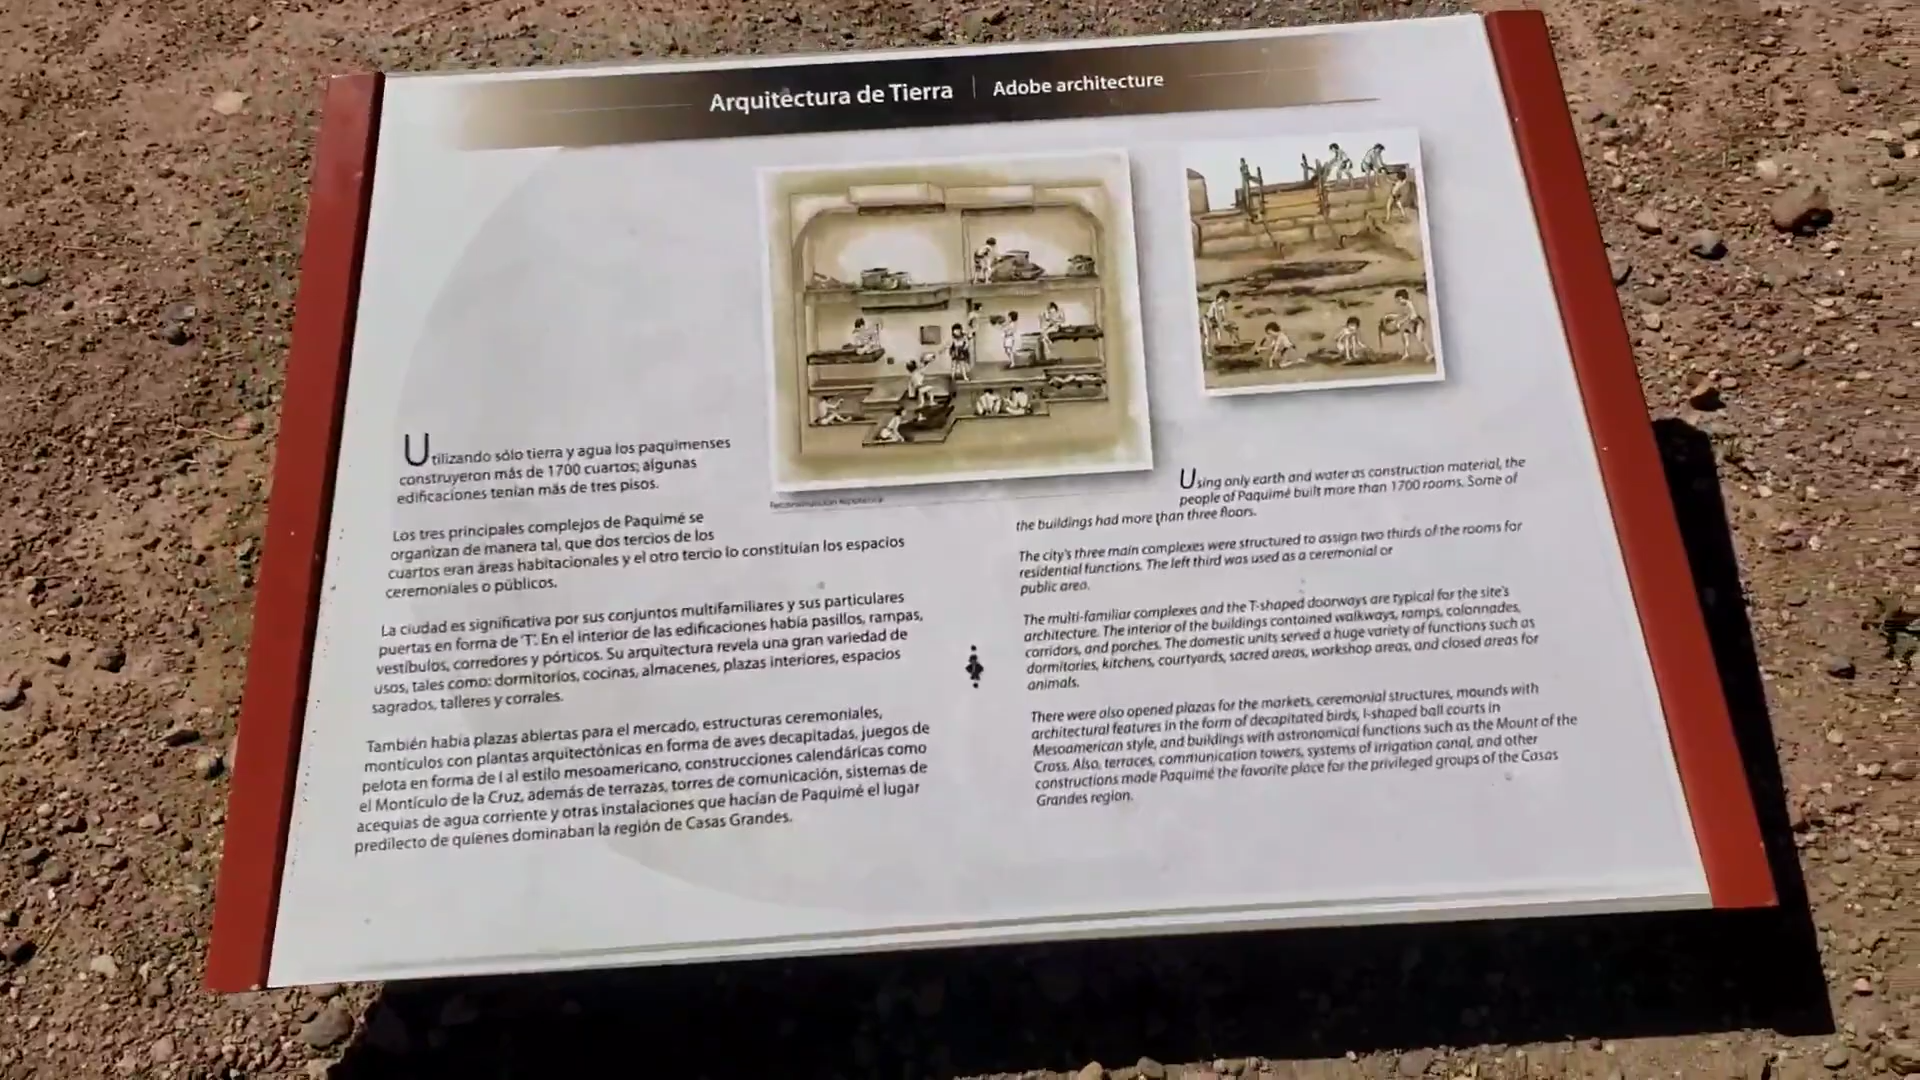 Arquitectura de Tierra | Adobe architecture
Utilizando sólo tierra y agua los paquimenses
construyeron más de 1700 cuartos; algunas
edificaciones tenían más de tres pisos.
Los tres principales complejos de Paquimé se
organizan de manera tal, que dos tercios de los
cuartos eran áreas habitacionales y el otro tercio lo constituían los espacios
ceremoniales o públicos.
La ciudad es significativa por sus conjuntos multifamiliares y sus particulares
puertas en forma de "T". En el interior de las edificaciones había pasillos, rampas,
vestíbulos, corredores y pórticos. Su arquitectura revela una gran variedad de
usos, tales como: dormitorios, cocinas, almacenes, plazas interiores, espacios
sagrados, talleres y corrales.
También había plazas abiertas para el mercado, estructuras ceremoniales,
montículos con plantas arquitectónicas en forma de aves decapitadas, juegos de
pelota en forma de I al estilo mesoamericano, construcciones calendáricas como
el Montículo de la Cruz, además de terrazas, torres de comunicación, sistemas de
acequias de agua corriente y otras instalaciones que hacían de Paquimé el lugar
predilecto de quienes dominaban la región de Casas Grandes.
Using only earth and water as construction material, the
people of Paquimé built more than 1700 rooms. Some of
the buildings had more than three floors.
The city's three main complexes were structured to assign two thirds of the rooms for
residential functions. The left third was used as a ceremonial or
public area.
The multi-familiar complexes and the T-shaped doorways are typical for the site's
architecture. The interior of the buildings contained walkways, ramps, colonnades,
corridors, and porches. The domestic units served a huge variety of functions such as
dormitories, kitchens, courtyards, sacred areas, workshop areas, and closed areas for
animals.
There were also opened plazas for the markets, ceremonial structures, mounds with
architectural features in the form of decapitated birds, I-shaped ball courts in
Mesoamerican style, and buildings with astronomical functions such as the Mount of the
Cross. Also, terraces, communication towers, systems of irrigation canal, and other
constructions made Paquimé the favorite place for the privileged groups of the Casas
Grandes region.